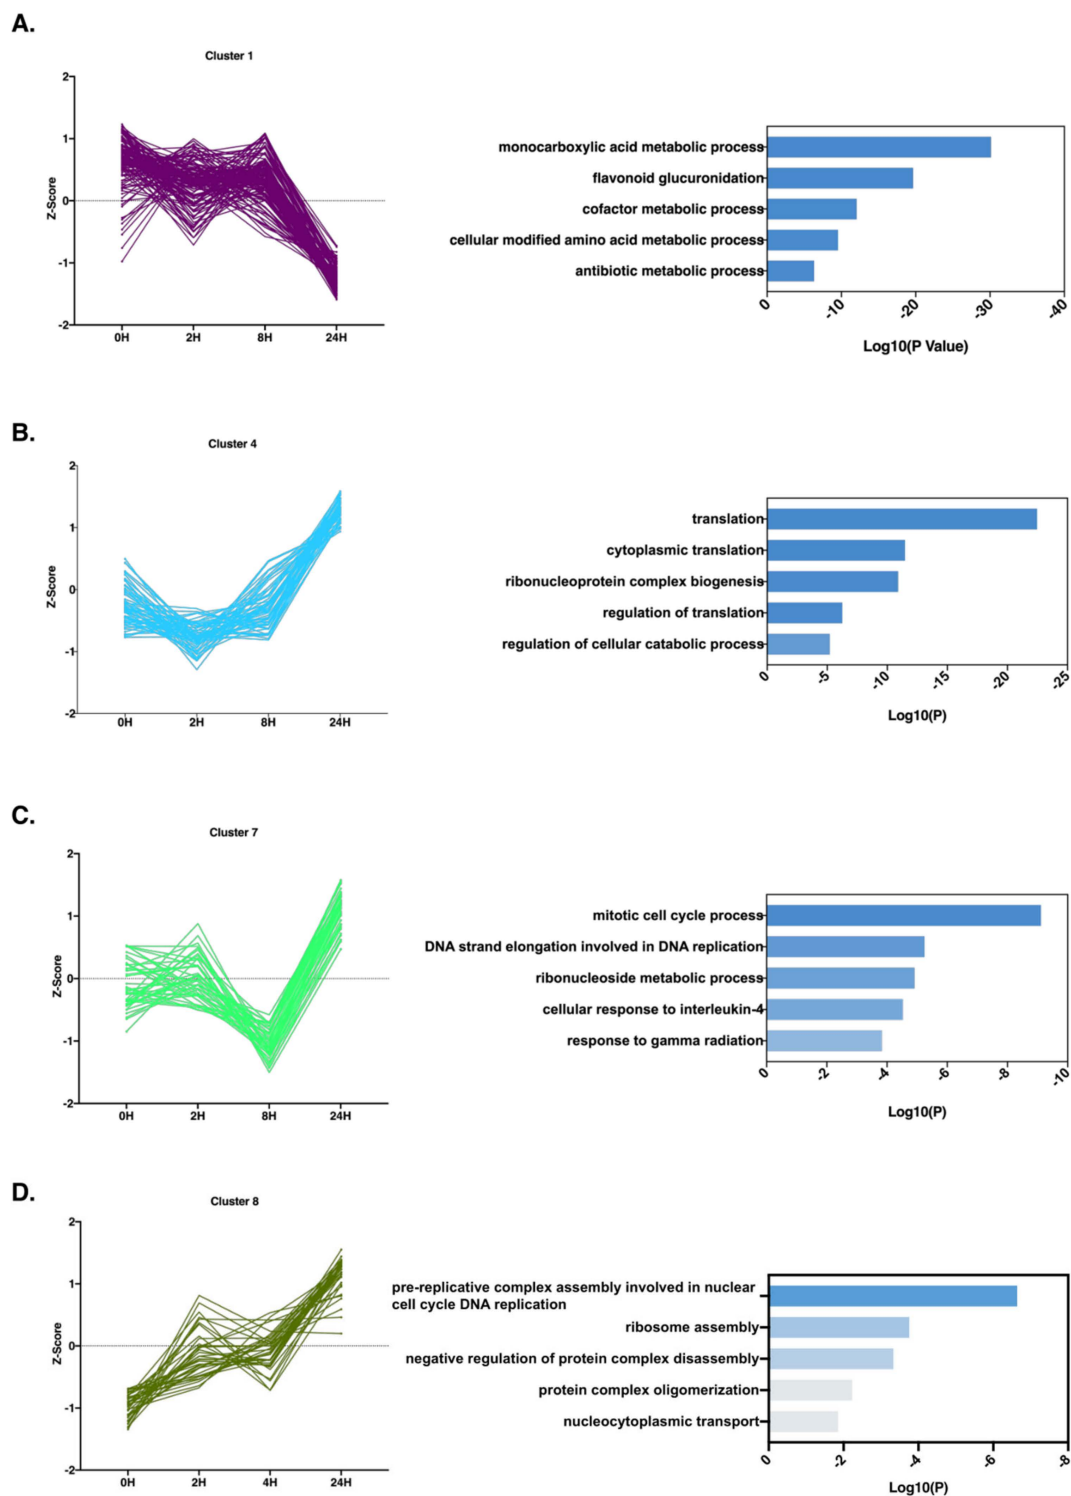 A.
Cluster 1
2
1
0
-1
-2
Z-Score
0H 2H 8H 24H
monocarboxylic acid metabolic process
flavonoid glucuronidation
cofactor metabolic process
cellular modified amino acid metabolic process
antibiotic metabolic process
0 -10 -20 -30 -40
Log10(P Value)
B.
Cluster 4
2
1
0
-1
-2
Z-Score
0H 2H 8H 24H
translation
cytoplasmic translation
ribonucleoprotein complex biogenesis
regulation of translation
regulation of cellular catabolic process
0 -5 -10 -15 -20 -25
Log10(P)
C.
Cluster 7
2
1
0
-1
-2
Z-Score
0H 2H 8H 24H
mitotic cell cycle process
DNA strand elongation involved in DNA replication
ribonucleoside metabolic process
cellular response to interleukin-4
response to gamma radiation
0 -2 -4 -6 -8 -10
Log10(P)
D.
Cluster 8
2
1
0
-1
-2
Z-Score
0H 2H 4H 24H
pre-replicative complex assembly involved in nuclear
cell cycle DNA replication
ribosome assembly
negative regulation of protein complex disassembly
protein complex oligomerization
nucleocytoplasmic transport
0 -2 -4 -6 -8
Log10(P)